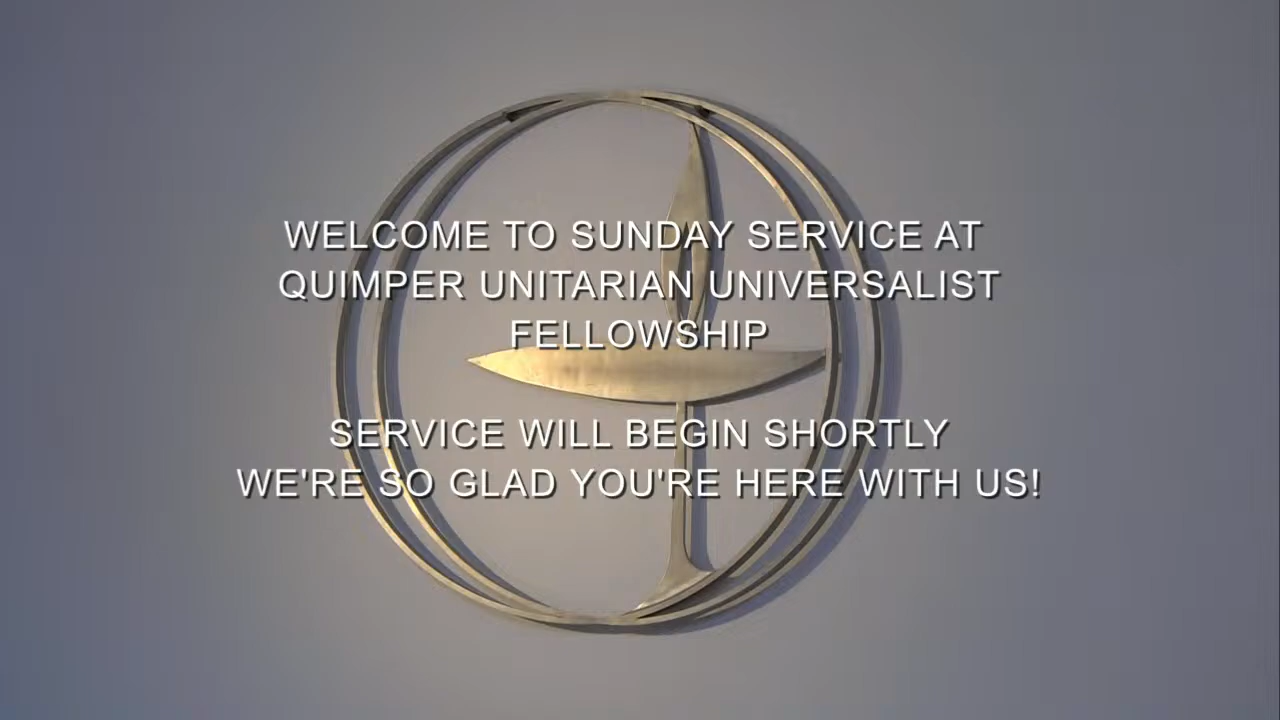 WELCOME TO SUNDAY SERVICE AT
QUIMPER UNITARIAN UNIVERSALIST
FELLOWSHIP
SERVICE WILL BEGIN SHORTLY
WE'RE SO GLAD YOU'RE HERE WITH US!